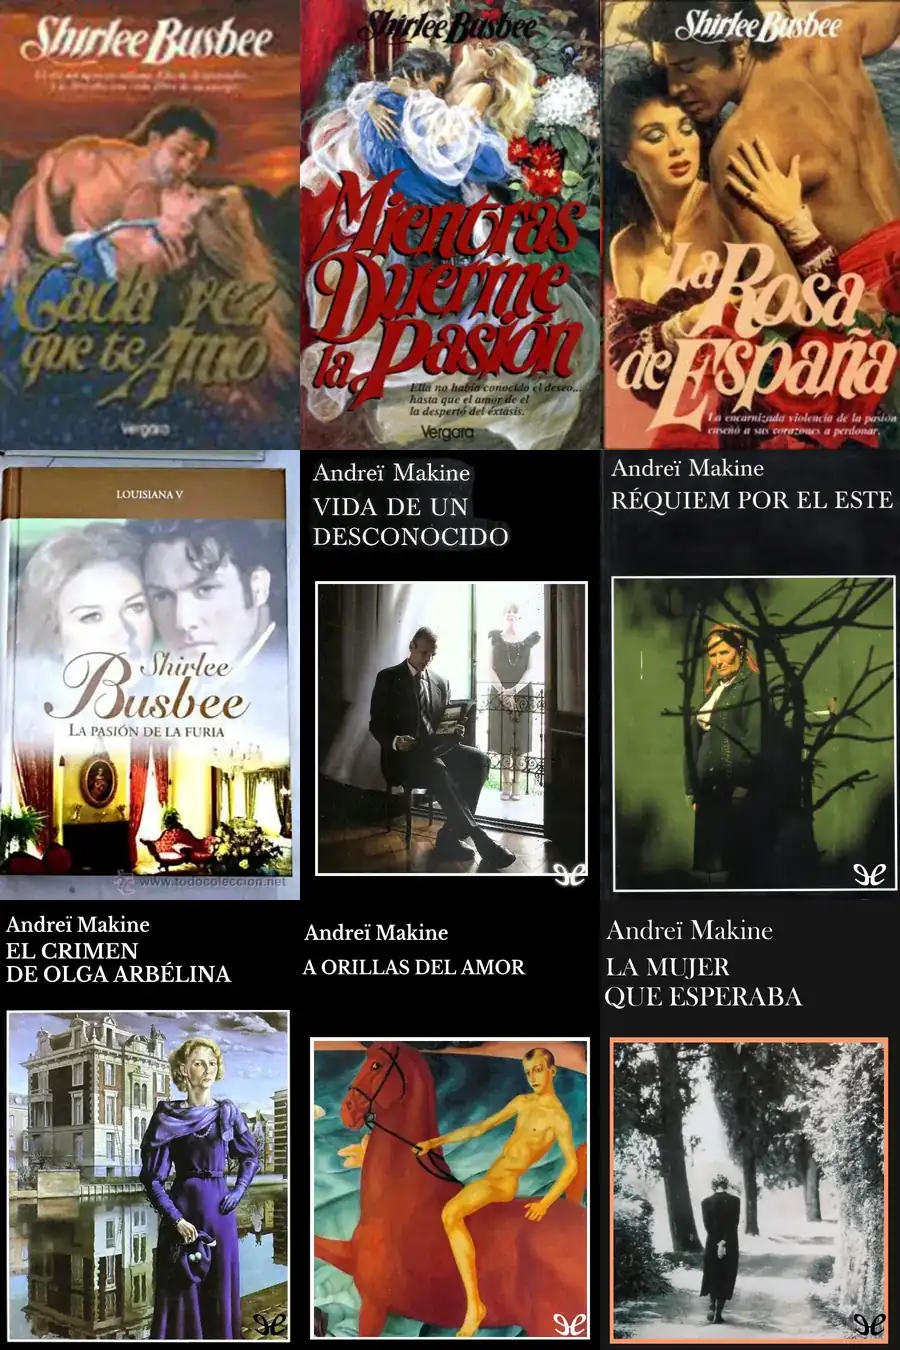 Shirlee Busbee
Cada vez
que te Amo
Vergara
Shirlee Busbee
Mientras
Duerme
la Pasión
Ella no había conocido el deseo...
hasta que el amor de el
la despertó del éxtasis.
Vergara
Shirlee Busbee
La Rosa
de España
La encarnizada violencia de la pasión
enseñó a sus corazones a perdonar.
LOUISIANA V
Shirlee
Busbee
LA PASIÓN DE LA FURIA
www.todocoleccion.net
Andreï Makine
VIDA DE UN
DESCONOCIDO
Andreï Makine
RÉQUIEM POR EL ESTE
Andreï Makine
EL CRIMEN
DE OLGA ARBÉLINA
Andreï Makine
A ORILLAS DEL AMOR
Andreï Makine
LA MUJER
QUE ESPERABA